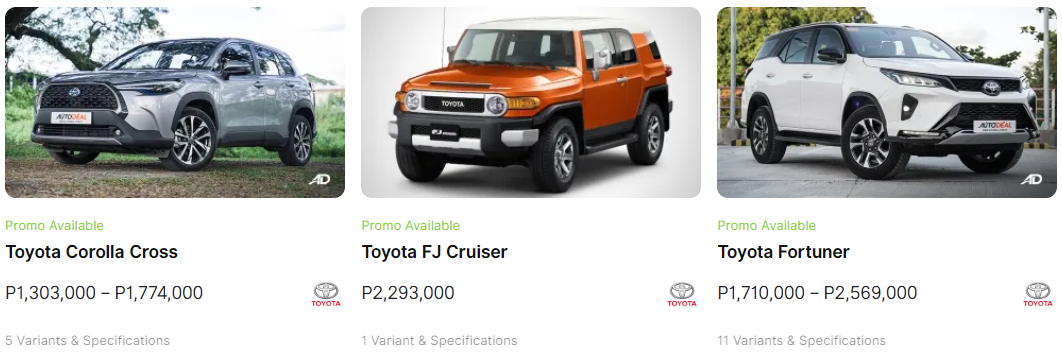 AUTODEAL
AD
TOYOTA
FJ CRUISER
AUTODEAL
AD
Promo Available
Toyota Corolla Cross
P1,303,000 – P1,774,000
TOYOTA
5 Variants & Specifications
Promo Available
Toyota FJ Cruiser
P2,293,000
TOYOTA
1 Variant & Specifications
Promo Available
Toyota Fortuner
P1,710,000 – P2,569,000
TOYOTA
11 Variants & Specifications